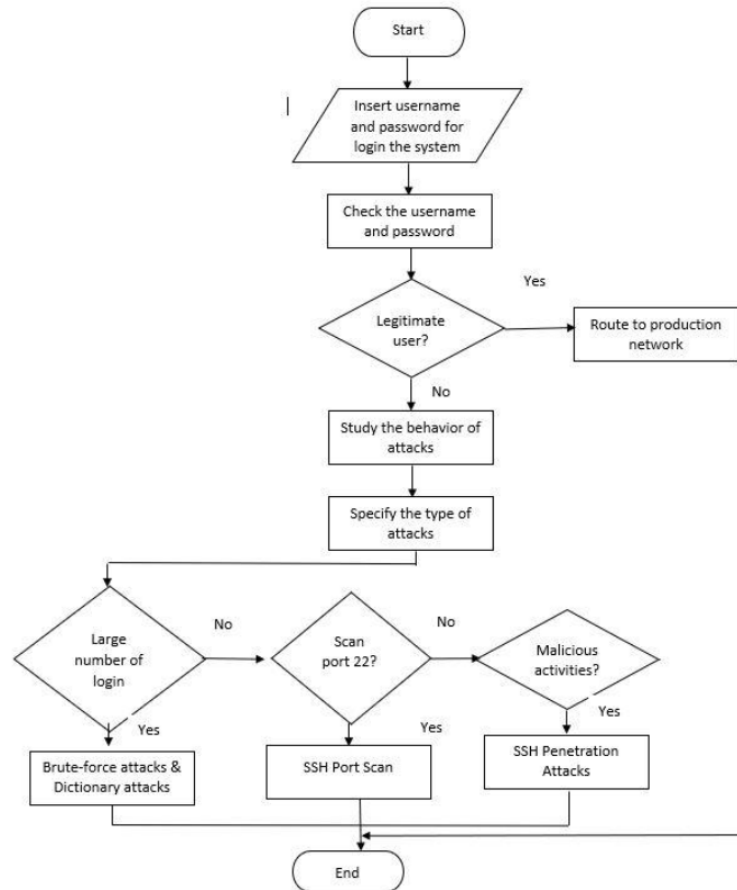 Start
Insert username
and password for
login the system
Check the username
and password
Yes
Legitimate
user?
Route to production
network
No
Study the behavior of
attacks
Specify the type of
attacks
Large
number of
login
No
Scan
port 22?
No
Malicious
activities?
Yes
Yes
Yes
Brute-force attacks &
Dictionary attacks
SSH Port Scan
SSH Penetration
Attacks
End